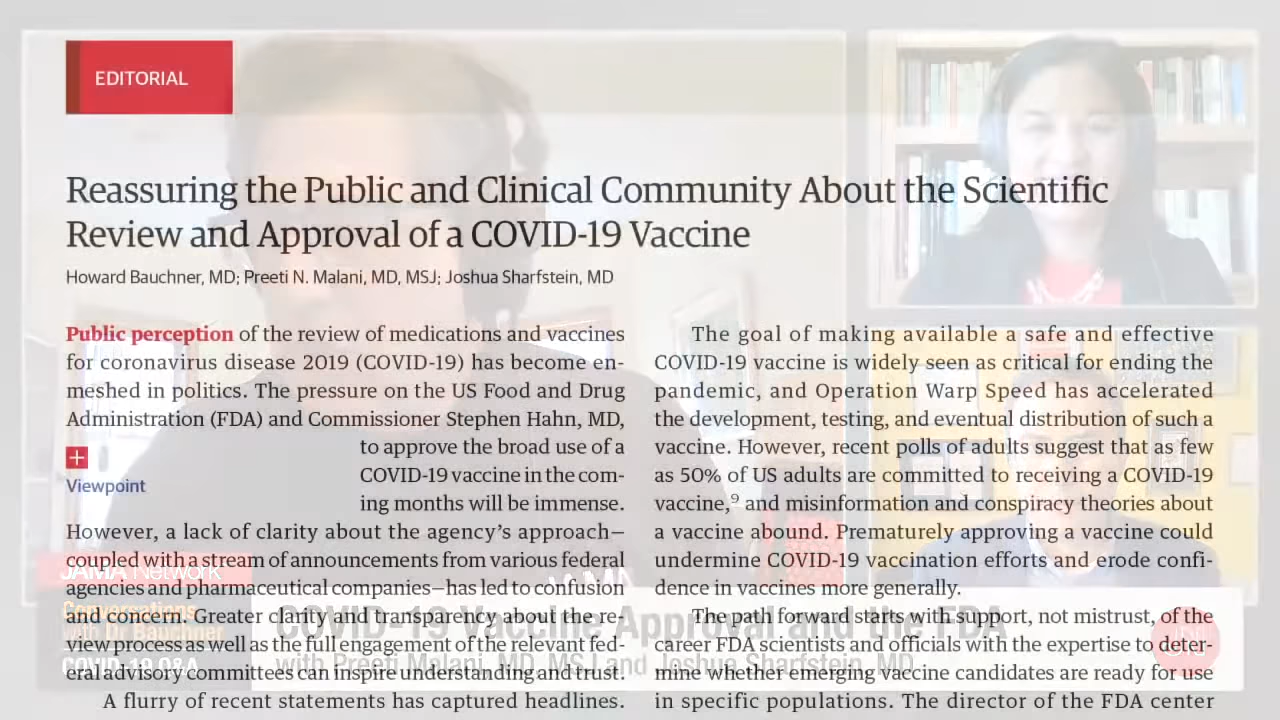 EDITORIAL
Reassuring the Public and Clinical Community About the Scientific
Review and Approval of a COVID-19 Vaccine
Howard Bauchner, MD; Preeti N. Malani, MD, MSJ; Joshua Sharfstein, MD
Public perception of the review of medications and vaccines
for coronavirus disease 2019 (COVID-19) has become en-
meshed in politics. The pressure on the US Food and Drug
Administration (FDA) and Commissioner Stephen Hahn, MD,
to approve the broad use of a
COVID-19 vaccine in the com-
ing months will be immense.
Viewpoint
However, a lack of clarity about the agency's approach—
coupled with a stream of announcements from various federal
agencies and pharmaceutical companies—has led to confusion
and concern. Greater clarity and transparency about the re-
view process as well as the full engagement of the relevant fed-
eral advisory committees can inspire understanding and trust.
A flurry of recent statements has captured headlines.
The goal of making available a safe and effective
COVID-19 vaccine is widely seen as critical for ending the
pandemic, and Operation Warp Speed has accelerated
the development, testing, and eventual distribution of such a
vaccine. However, recent polls of adults suggest that as few
as 50% of US adults are committed to receiving a COVID-19
vaccine,⁹ and misinformation and conspiracy theories about
a vaccine abound. Prematurely approving a vaccine could
undermine COVID-19 vaccination efforts and erode confi-
dence in vaccines more generally.
The path forward starts with support, not mistrust, of the
career FDA scientists and officials with the expertise to deter-
mine whether emerging vaccine candidates are ready for use
in specific populations. The director of the FDA center
JAMA Network
Conversations
with Dr Bauchner
COVID-19 Q&A
COVID-19 Vaccine Approval and the FDA
with Preeti Malani, MD, MSJ and Joshua Sharfstein, MD